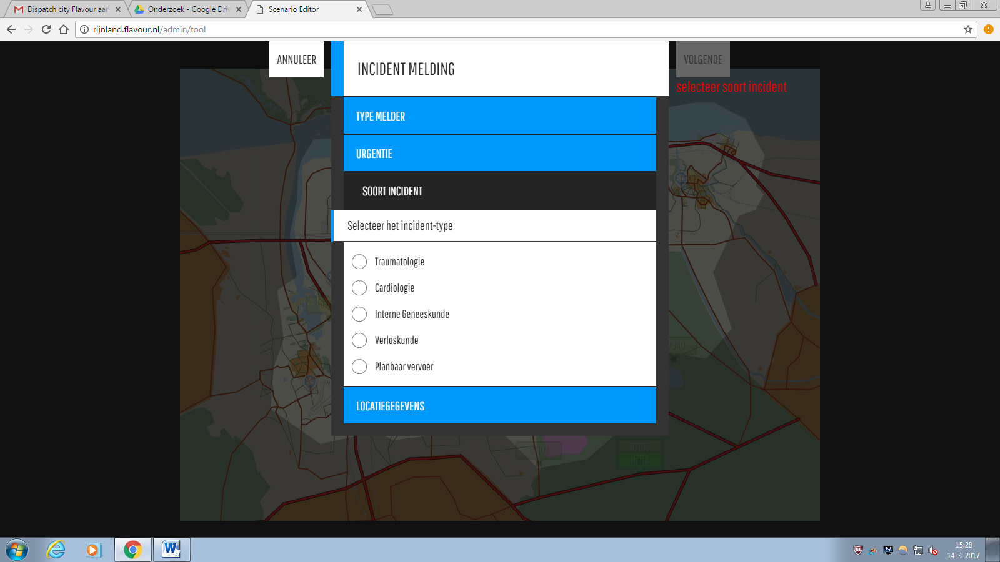 Dispatch city Flavour aan
Onderzoek - Google Driv
Scenario Editor
rijnland.flavour.nl/admin/tool
ANNULEER
INCIDENT MELDING
VOLGENDE
selecteer soort incident
TYPE MELDER
URGENTIE
SOORT INCIDENT
Selecteer het incident-type
Traumatologie
Cardiologie
Interne Geneeskunde
Verloskunde
Planbaar vervoer
LOCATIEGEGEVENS
15:28
14-3-2017